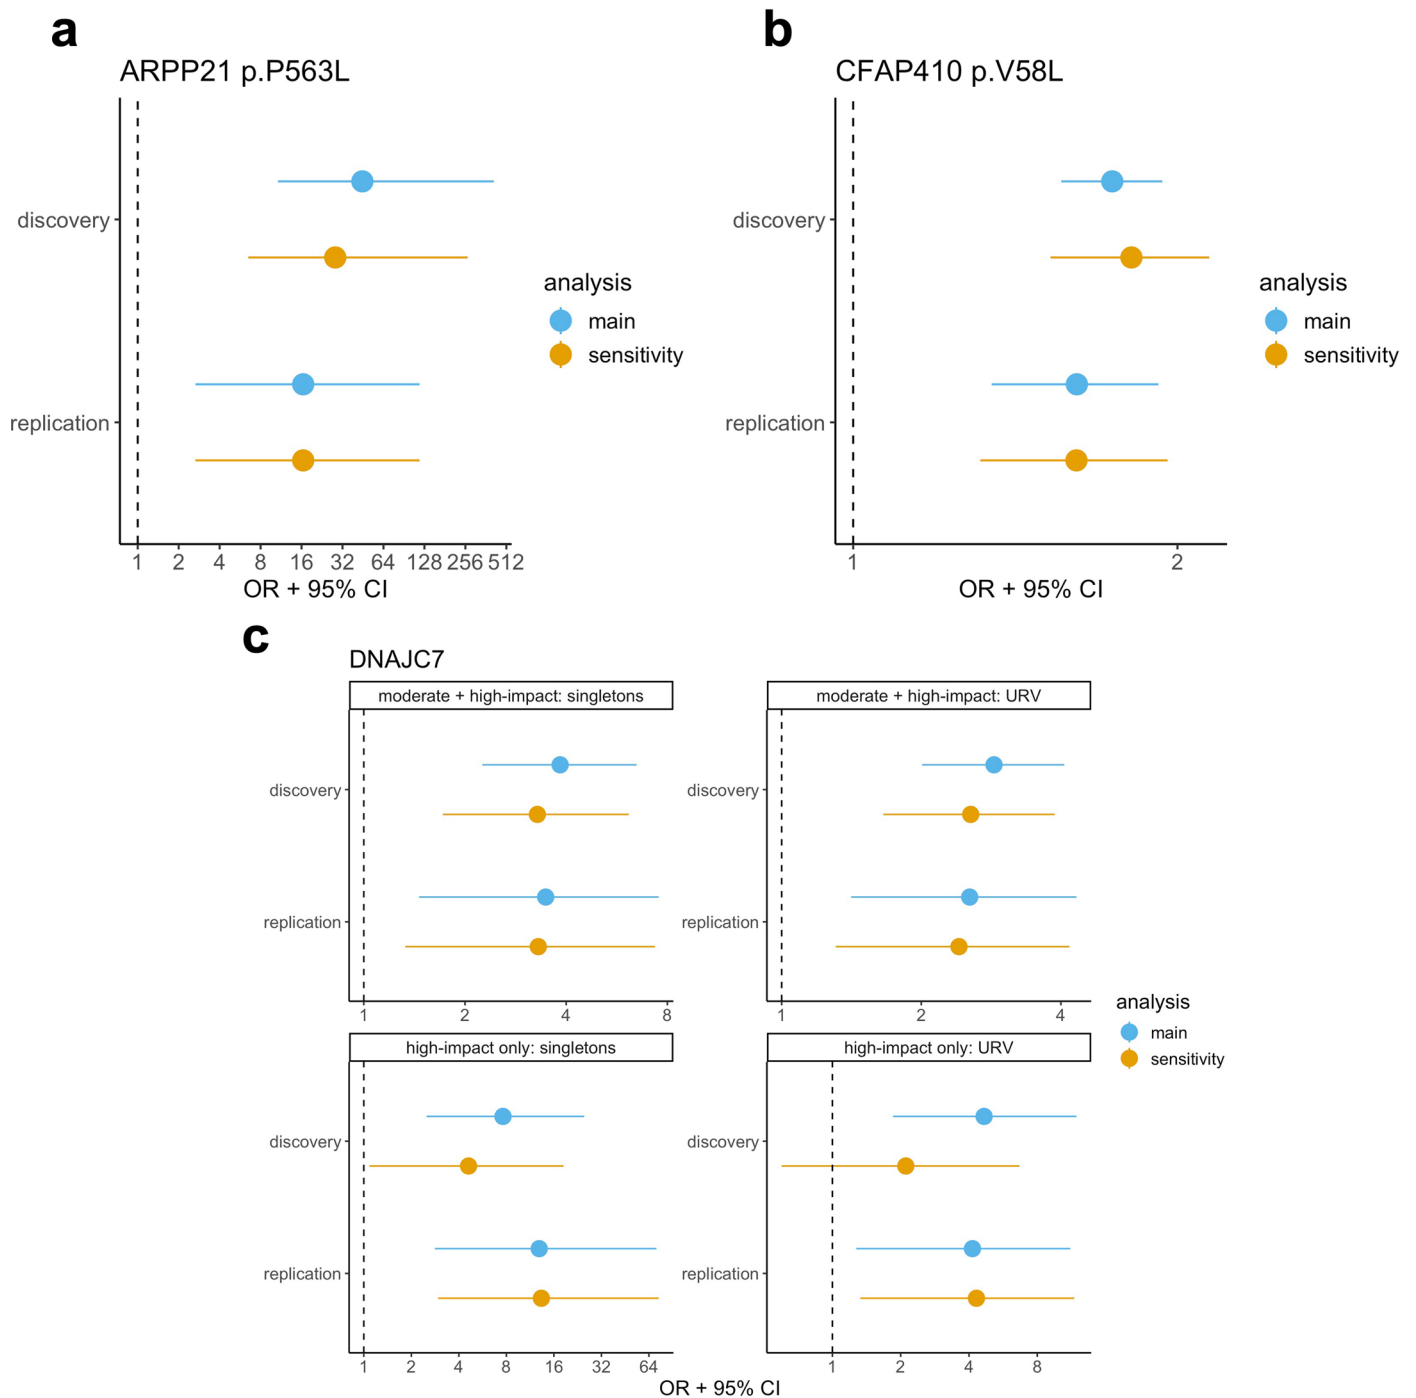 a
ARPP21 p.P563L
discovery
replication
1 2 4 8 16 32 64 128 256 512
OR + 95% CI
analysis
main
sensitivity
b
CFAP410 p.V58L
discovery
replication
1 2
OR + 95% CI
analysis
main
sensitivity
c
DNAJC7
moderate + high-impact: singletons
discovery
replication
1 2 4 8
moderate + high-impact: URV
discovery
replication
1 2 4
high-impact only: singletons
discovery
replication
1 2 4 8 16 32 64
high-impact only: URV
discovery
replication
1 2 4 8
OR + 95% CI
analysis
main
sensitivity